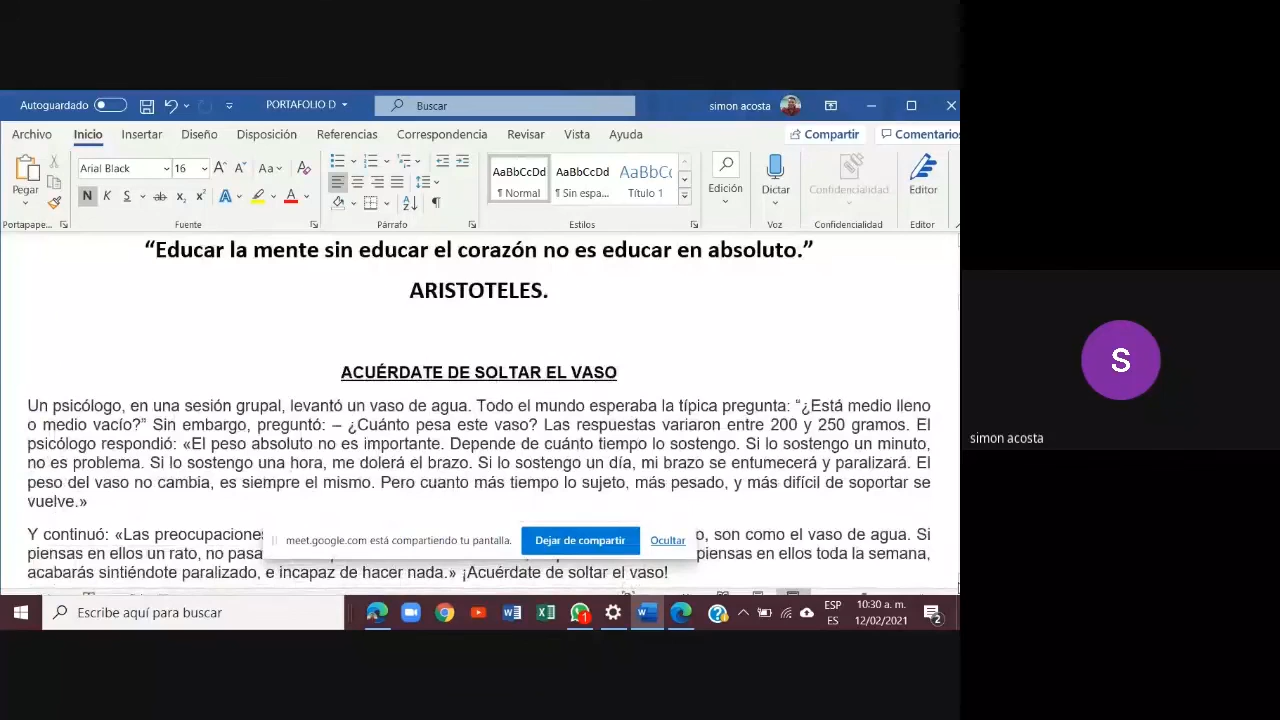 Autoguardado
PORTAFOLIO D
Buscar
simon acosta
Archivo Inicio Insertar Diseño Disposición Referencias Correspondencia Revisar Vista Ayuda Compartir Comentario
Pegar
Arial Black 16
Aa
N K S ab x₂ x² A A
AaBbCcDd AaBbCcDd AaBbCc
¶ Normal ¶ Sin espa... Título 1
Edición Dictar Confidencialidad Editor
Portapape... Fuente Párrafo Estilos Voz Confidencialidad Editor
“Educar la mente sin educar el corazón no es educar en absoluto.”
ARISTOTELES.
ACUÉRDATE DE SOLTAR EL VASO
Un psicólogo, en una sesión grupal, levantó un vaso de agua. Todo el mundo esperaba la típica pregunta: “¿Está medio lleno
o medio vacío?” Sin embargo, preguntó: – ¿Cuánto pesa este vaso? Las respuestas variaron entre 200 y 250 gramos. El
psicólogo respondió: «El peso absoluto no es importante. Depende de cuánto tiempo lo sostengo. Si lo sostengo un minuto,
no es problema. Si lo sostengo una hora, me dolerá el brazo. Si lo sostengo un día, mi brazo se entumecerá y paralizará. El
peso del vaso no cambia, es siempre el mismo. Pero cuanto más tiempo lo sujeto, más pesado, y más difícil de soportar se
vuelve.»
Y continuó: «Las preocupaciones o, son como el vaso de agua. Si
piensas en ellos un rato, no pasa piensas en ellos toda la semana,
acabarás sintiéndote paralizado, e incapaz de hacer nada.» ¡Acuérdate de soltar el vaso!
meet.google.com está compartiendo tu pantalla. Dejar de compartir Ocultar
Escribe aquí para buscar
1
ESP
ES
10:30 a. m.
12/02/2021
2
S
simon acosta